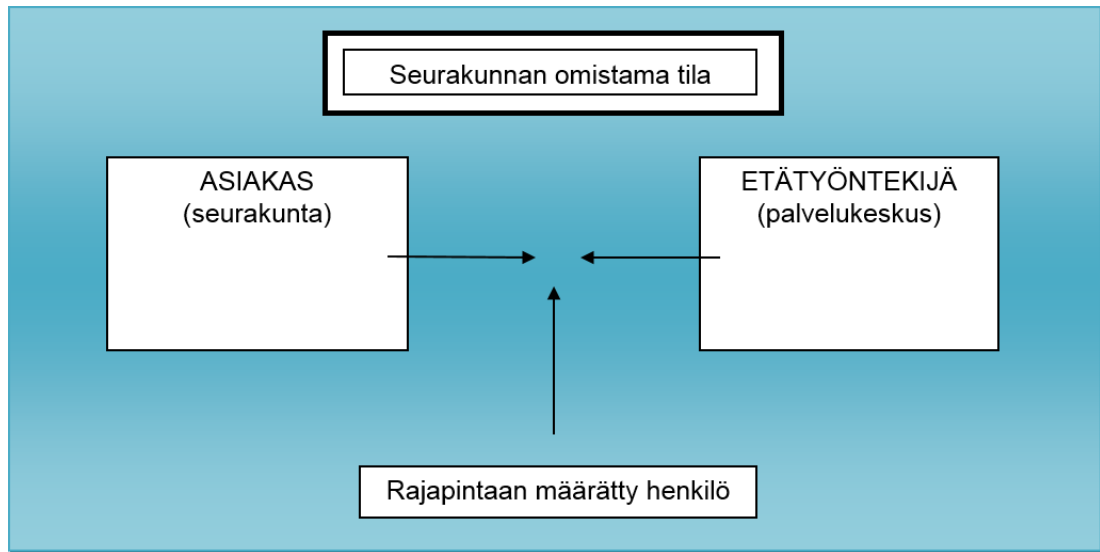 Seurakunnan omistama tila
ASIAKAS
(seurakunta)
ETÄTYÖNTEKIJÄ
(palvelukeskus)
Rajapintaan määrätty henkilö